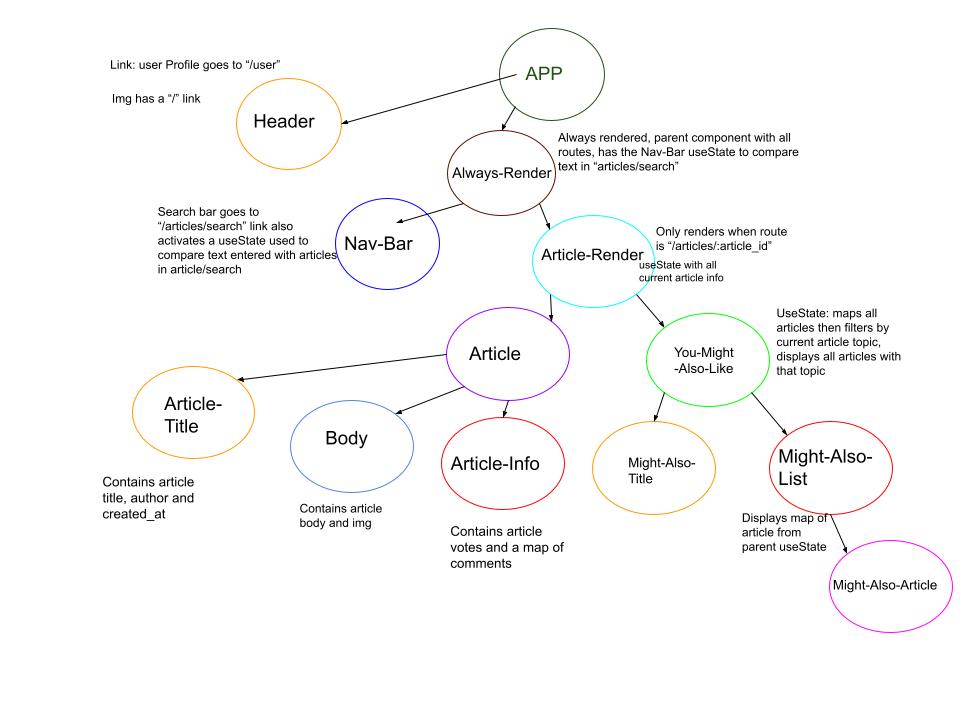 APP
Link: user Profile goes to “/user”
Img has a “/” link
Header
Always rendered, parent component with all
routes, has the Nav-Bar useState to compare
text in “articles/search”
Always-Render
Search bar goes to
“/articles/search” link also
activates a useState used to
compare text entered with articles
in article/search
Nav-Bar
Only renders when route
is “/articles/:article_id”
Article-Render
useState with all
current article info
UseState: maps all
articles then filters by
current article topic,
displays all articles with
that topic
Article
You-Might
-Also-Like
Article-
Title
Body
Article-Info
Might-Also-
Title
Might-Also-
List
Contains article
title, author and
created_at
Contains article
body and img
Contains article
votes and a map of
comments
Displays map of
article from
parent useState
Might-Also-Article